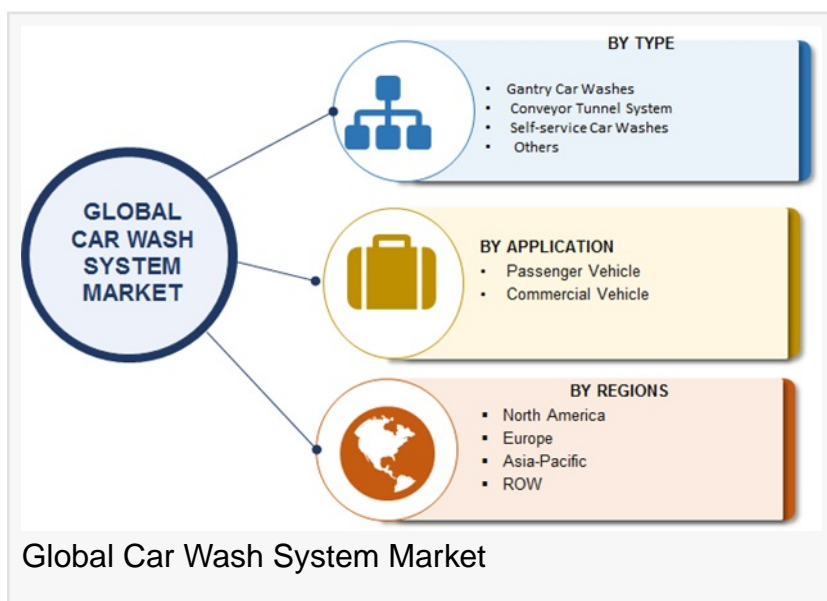 GLOBAL
CAR WASH
SYSTEM
MARKET
BY TYPE
• Gantry Car Washes
• Conveyor Tunnel System
• Self-service Car Washes
• Others
BY APPLICATION
• Passenger Vehicle
• Commercial Vehicle
BY REGIONS
▪ North America
▪ Europe
▪ Asia-Pacific
▪ ROW
Global Car Wash System Market